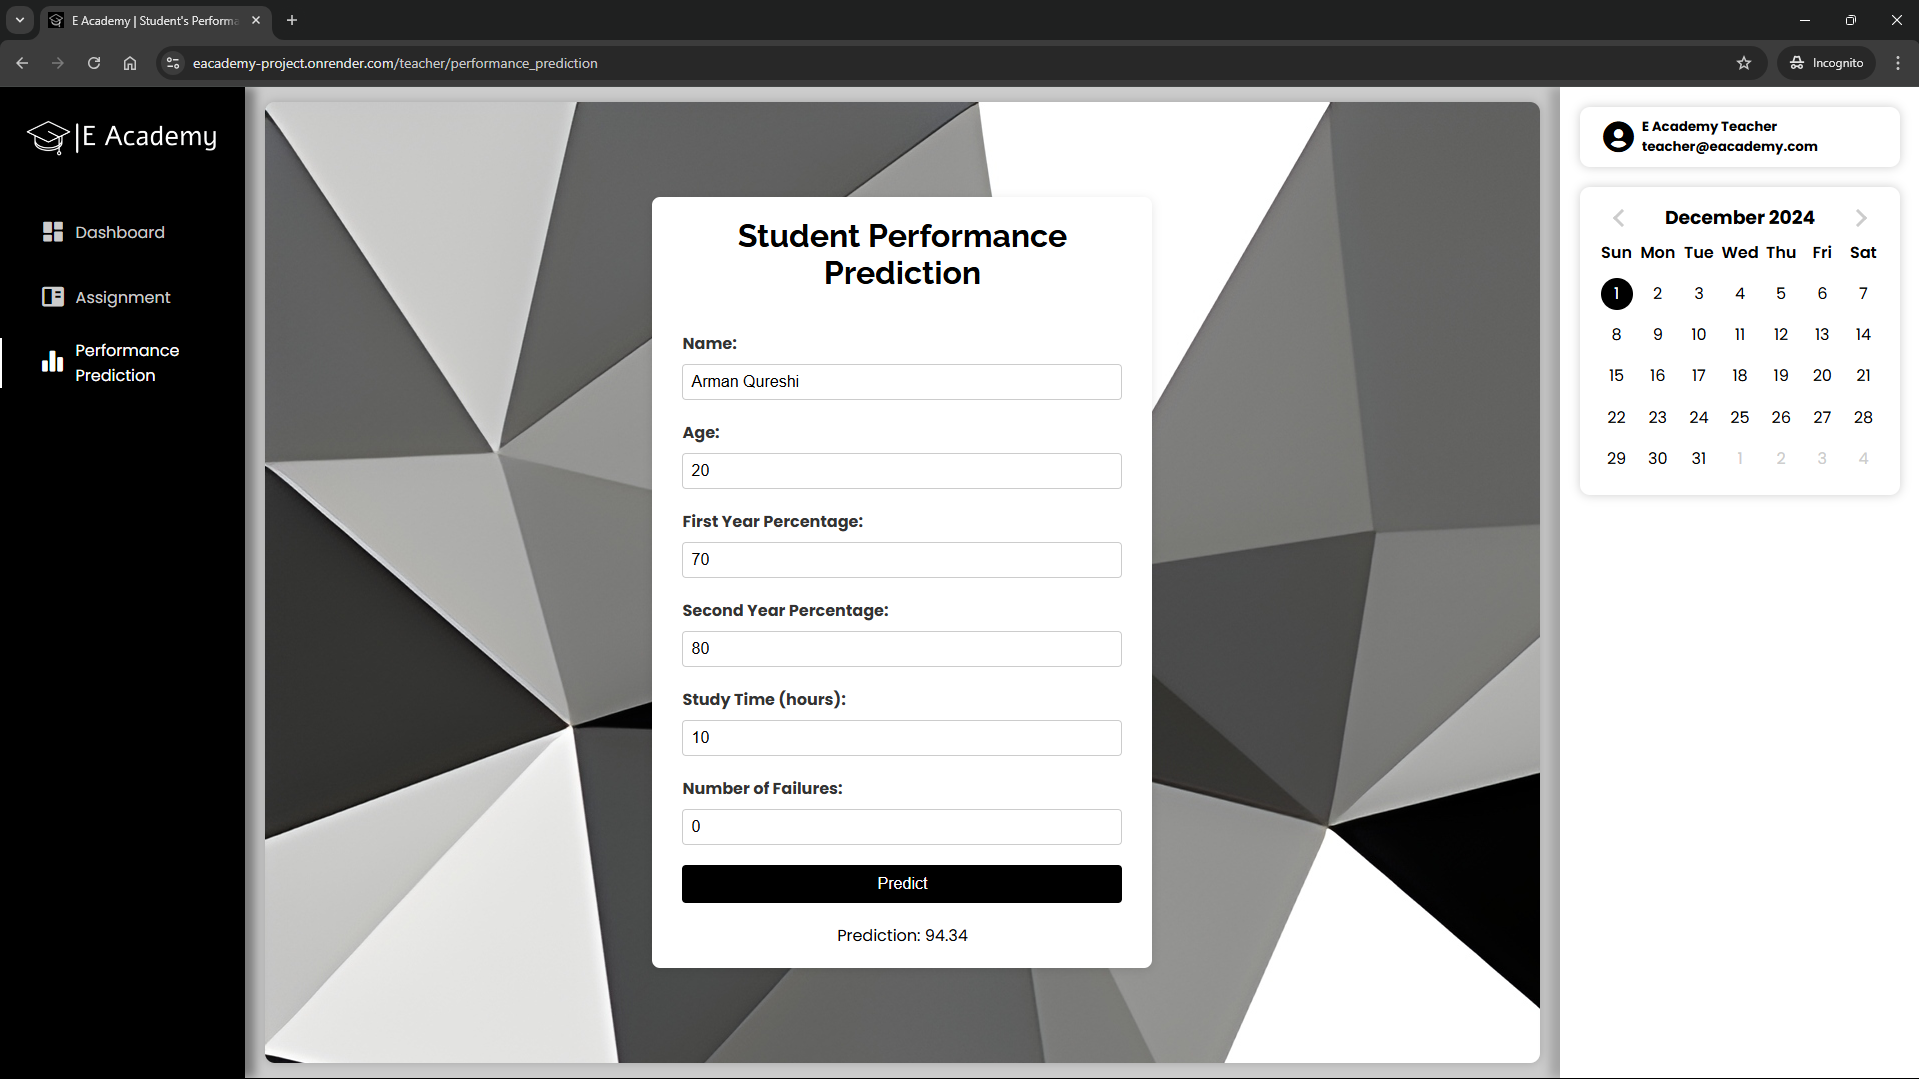 E Academy | Student's Performa
eacademy-project.onrender.com/teacher/performance_prediction
Incognito
E Academy
Dashboard
Assignment
Performance
Prediction
Student Performance
Prediction
Name:
Arman Qureshi
Age:
20
First Year Percentage:
70
Second Year Percentage:
80
Study Time (hours):
10
Number of Failures:
0
Predict
Prediction: 94.34
E Academy Teacher
teacher@eacademy.com
December 2024
Sun Mon Tue Wed Thu Fri Sat
1 2 3 4 5 6 7
8 9 10 11 12 13 14
15 16 17 18 19 20 21
22 23 24 25 26 27 28
29 30 31 1 2 3 4